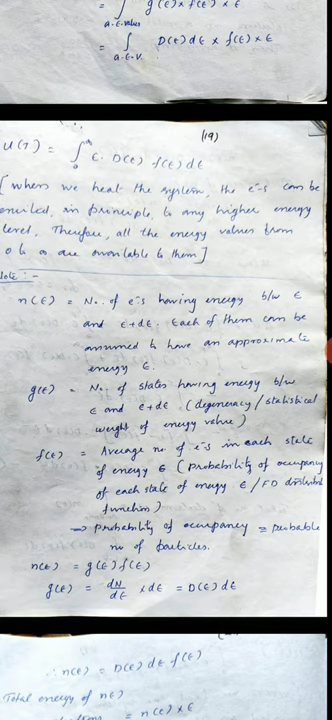 = ∫ g(ϵ) x f(ϵ) x ϵ
a.ϵ.values
= ∫ D(ϵ)dϵ x f(ϵ) x ϵ
a.ϵ.v.
(19)
U(T) = ∫₀^∞ ϵ. D(ϵ) f(ϵ) dϵ
[when we heat the system, the e⁻s can be
excited, in principle, to any higher energy
level, Therefore, all the energy values from
0 to ∞ are available to them]
Note : -
n(ϵ) = No. of e⁻s having energy b/w ϵ
and ϵ+dϵ. Each of them can be
assumed to have an approximate
energy ϵ.
g(ϵ) = No. of states having energy b/w
ϵ and ϵ+dϵ (degeneracy/statistical
weight of energy value)
f(ϵ) = Average no. of e⁻s in each state
of energy ϵ (probability of occupancy
of each state of energy ϵ/FD distribution
function)
⇒ Probability of occupancy = probable
no of particles.
n(ϵ) = g(ϵ) f(ϵ)
g(ϵ) = dN/dϵ x dϵ = D(ϵ) dϵ
∴ n(ϵ) = D(ϵ) dϵ f(ϵ)
Total energy of n(ϵ)
= n(ϵ) x ϵ